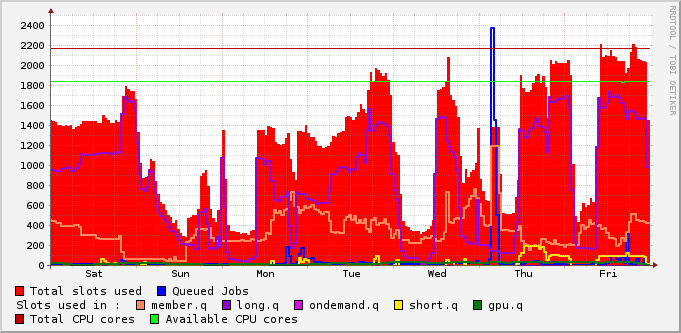 RRDTOOL / TOBI OETIKER
2400
2200
2000
1800
1600
1400
1200
1000
800
600
400
200
0
Sat Sun Mon Tue Wed Thu Fri
Total slots used Queued Jobs
Slots used in : member.q long.q ondemand.q short.q gpu.q
Total CPU cores Available CPU cores